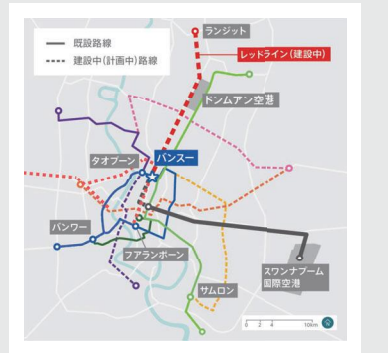 ランジット
既設路線
レッドライン(建設中)
建設中(計画中)路線
ドンムアン空港
タオプーン
バンスー
バンワー
フアランポーン
スワンナプーム
国際空港
サムロン
0 2 4 10km